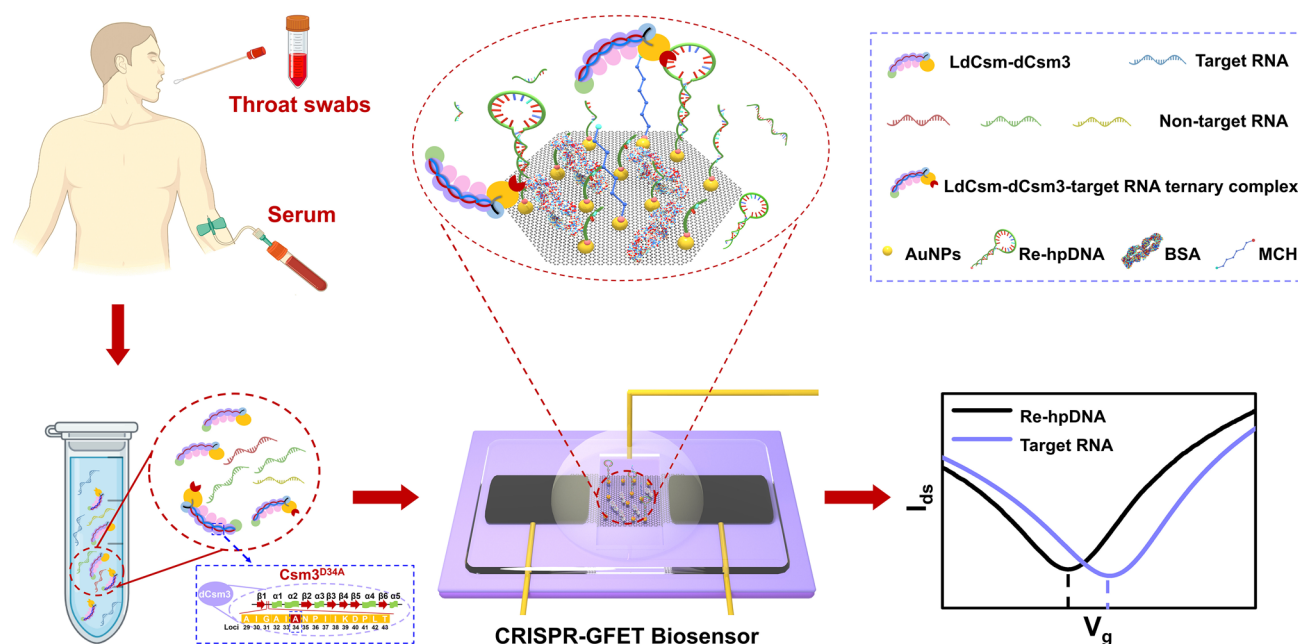 Throat swabs
Serum
LdCsm-dCsm3
Target RNA
Non-target RNA
LdCsm-dCsm3-target RNA ternary complex
AuNPs
Re-hpDNA
BSA
MCH
Csm3D34A
dCsm3
β1 α1 α2 β2 α3 β3 β4 β5 α4 β6 α5
A I G A I A N P I I K D P L T
Loci 29 30 31 32 33 34 35 36 37 38 39 40 41 42 43
CRISPR-GFET Biosensor
Re-hpDNA
Target RNA
Ids
Vg